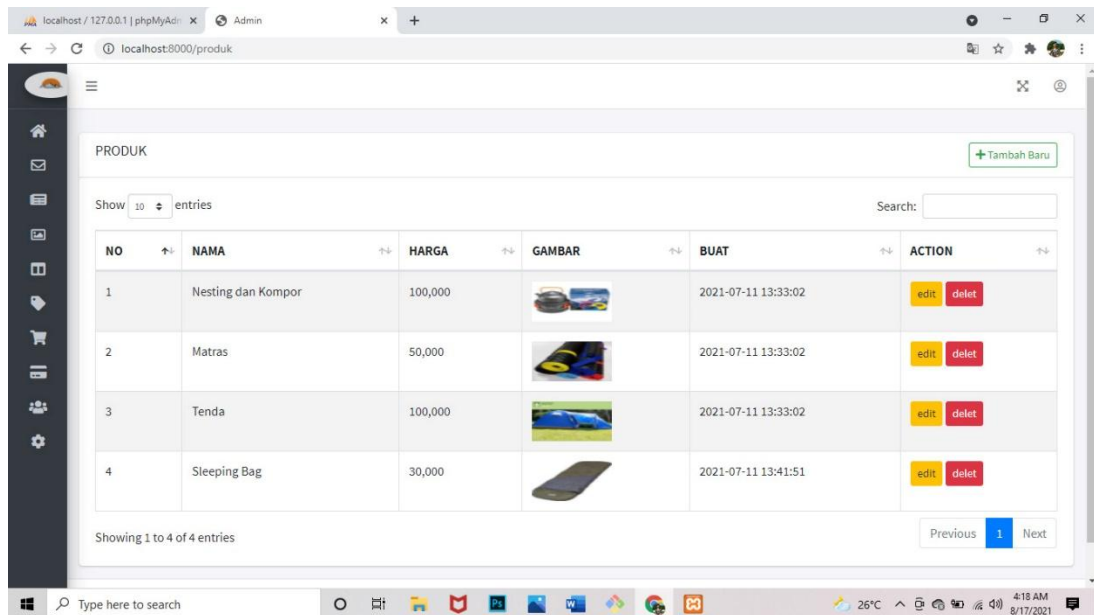 localhost / 127.0.0.1 | phpMyAdn
Admin
localhost:8000/produk
PRODUK
Tambah Baru
Show 10 entries
Search:
NO NAMA HARGA GAMBAR BUAT ACTION
1 Nesting dan Kompor 100,000 2021-07-11 13:33:02 edit delet
2 Matras 50,000 2021-07-11 13:33:02 edit delet
3 Tenda 100,000 2021-07-11 13:33:02 edit delet
4 Sleeping Bag 30,000 2021-07-11 13:41:51 edit delet
Showing 1 to 4 of 4 entries
Previous 1 Next
Type here to search
26°C
4:18 AM
8/17/2021